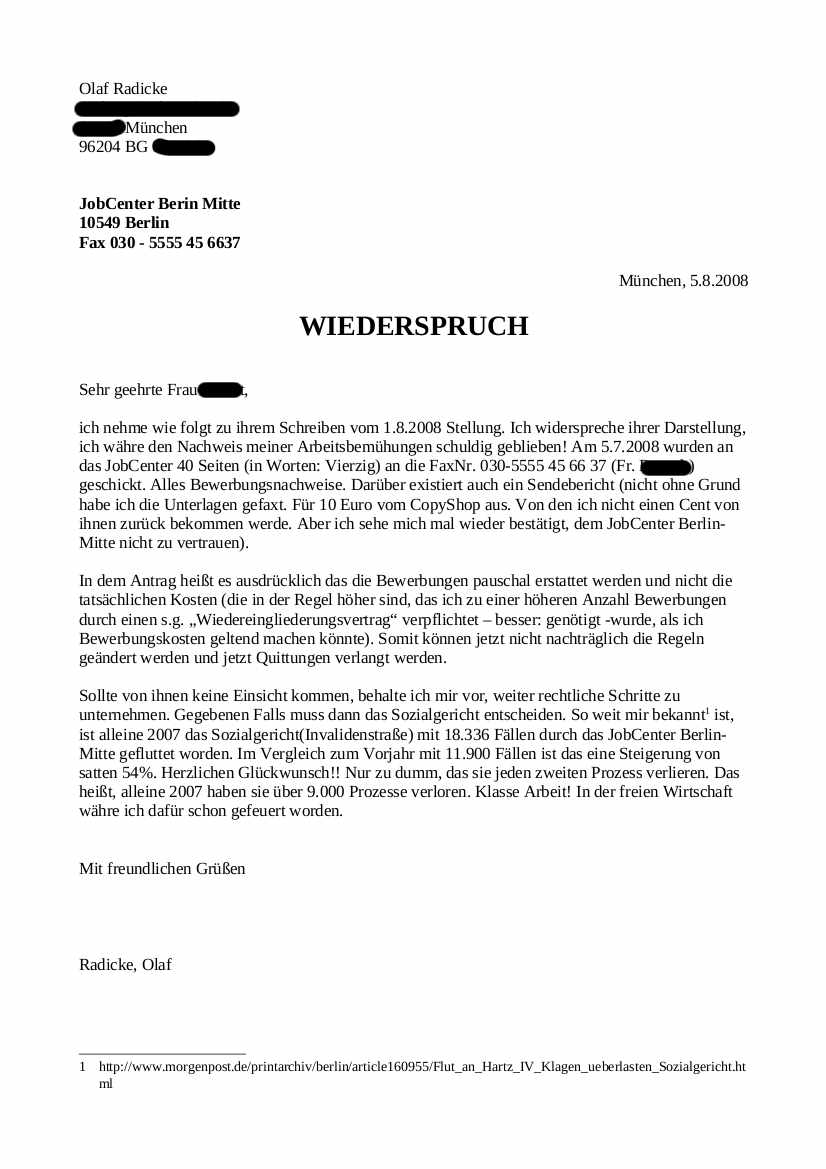 Olaf Radicke
München
96204 BG
JobCenter Berin Mitte
10549 Berlin
Fax 030 - 5555 45 6637
München, 5.8.2008
WIEDERSPRUCH
Sehr geehrte Frau ,
ich nehme wie folgt zu ihrem Schreiben vom 1.8.2008 Stellung. Ich widerspreche ihrer Darstellung,
ich währe den Nachweis meiner Arbeitsbemühungen schuldig geblieben! Am 5.7.2008 wurden an
das JobCenter 40 Seiten (in Worten: Vierzig) an die FaxNr. 030-5555 45 66 37 (Fr. )
geschickt. Alles Bewerbungsnachweise. Darüber existiert auch ein Sendebericht (nicht ohne Grund
habe ich die Unterlagen gefaxt. Für 10 Euro vom CopyShop aus. Von den ich nicht einen Cent von
ihnen zurück bekommen werde. Aber ich sehe mich mal wieder bestätigt, dem JobCenter Berlin-
Mitte nicht zu vertrauen).
In dem Antrag heißt es ausdrücklich das die Bewerbungen pauschal erstattet werden und nicht die
tatsächlichen Kosten (die in der Regel höher sind, das ich zu einer höheren Anzahl Bewerbungen
durch einen s.g. „Wiedereingliederungsvertrag“ verpflichtet – besser: genötigt -wurde, als ich
Bewerbungskosten geltend machen könnte). Somit können jetzt nicht nachträglich die Regeln
geändert werden und jetzt Quittungen verlangt werden.
Sollte von ihnen keine Einsicht kommen, behalte ich mir vor, weiter rechtliche Schritte zu
unternehmen. Gegebenen Falls muss dann das Sozialgericht entscheiden. So weit mir bekannt1 ist,
ist alleine 2007 das Sozialgericht(Invalidenstraße) mit 18.336 Fällen durch das JobCenter Berlin-
Mitte gefluttet worden. Im Vergleich zum Vorjahr mit 11.900 Fällen ist das eine Steigerung von
satten 54%. Herzlichen Glückwunsch!! Nur zu dumm, das sie jeden zweiten Prozess verlieren. Das
heißt, alleine 2007 haben sie über 9.000 Prozesse verloren. Klasse Arbeit! In der freien Wirtschaft
währe ich dafür schon gefeuert worden.
Mit freundlichen Grüßen
Radicke, Olaf
1 http://www.morgenpost.de/printarchiv/berlin/article160955/Flut_an_Hartz_IV_Klagen_ueberlasten_Sozialgericht.ht
ml